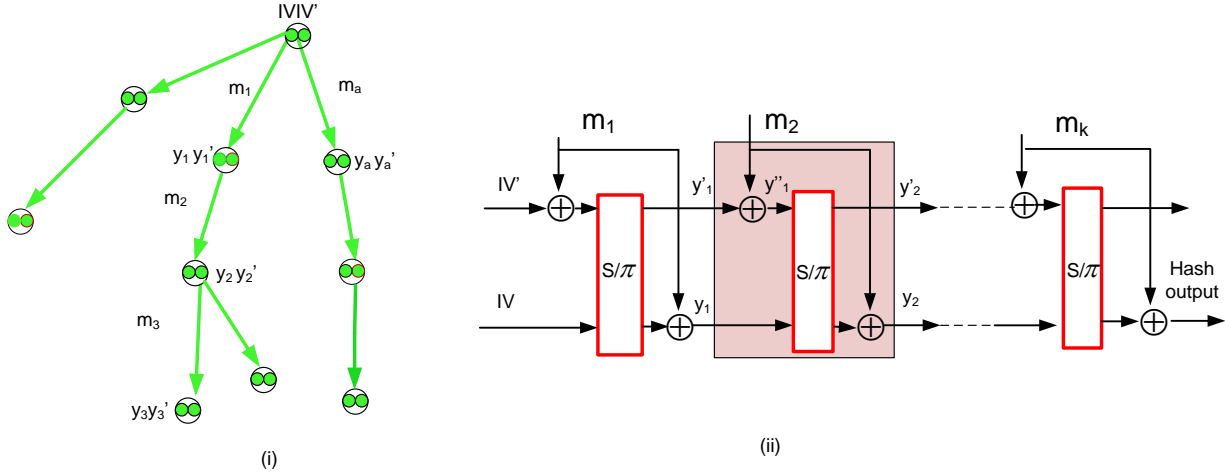 IVIV'
m1
ma
y1 y1'
ya ya'
m2
y2 y2'
m3
y3y3'
(i)
m1
m2
mk
IV'
y'1
y''1
y'2
S/π
S/π
S/π
Hash
output
IV
y1
y2
(ii)